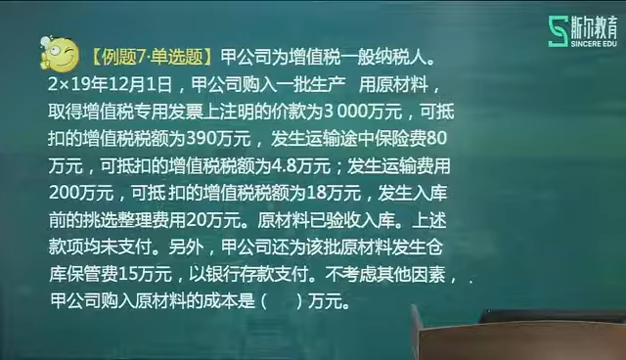 斯尔教育
SINCERE EDU
【例题7·单选题】甲公司为增值税一般纳税人。
2×19年12月1日，甲公司购入一批生产 用原材料，
取得增值税专用发票上注明的价款为3 000万元，可抵
扣的增值税税额为390万元， 发生运输途中保险费80
万元，可抵扣的增值税税额为4.8万元；发生运输费用
200万元，可抵 扣的增值税税额为18万元，发生入库
前的挑选整理费用20万元。原材料已验收入库。上述
款项均未支付。另外，甲公司还为该批原材料发生仓
库保管费15万元，以银行存款支付。不考虑其他因素，
甲公司购入原材料的成本是（ ）万元。